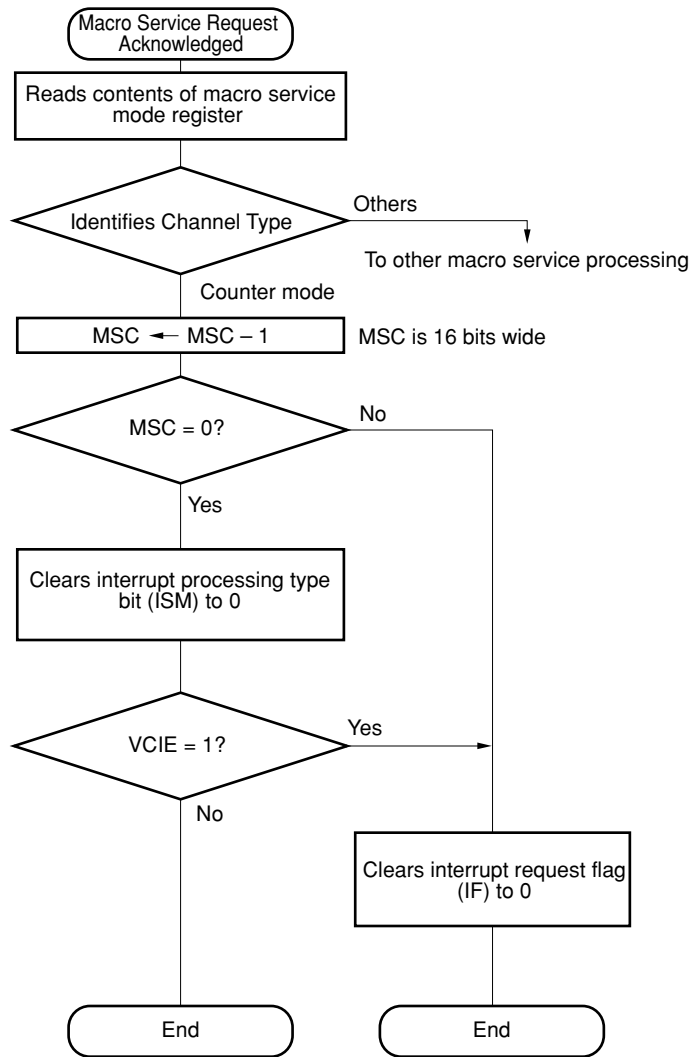 Macro Service Request
Acknowledged
Reads contents of macro service
mode register
Identifies Channel Type
Others
To other macro service processing
Counter mode
MSC ← MSC – 1
MSC is 16 bits wide
MSC = 0?
No
Yes
Clears interrupt processing type
bit (ISM) to 0
VCIE = 1?
Yes
No
Clears interrupt request flag
(IF) to 0
End
End